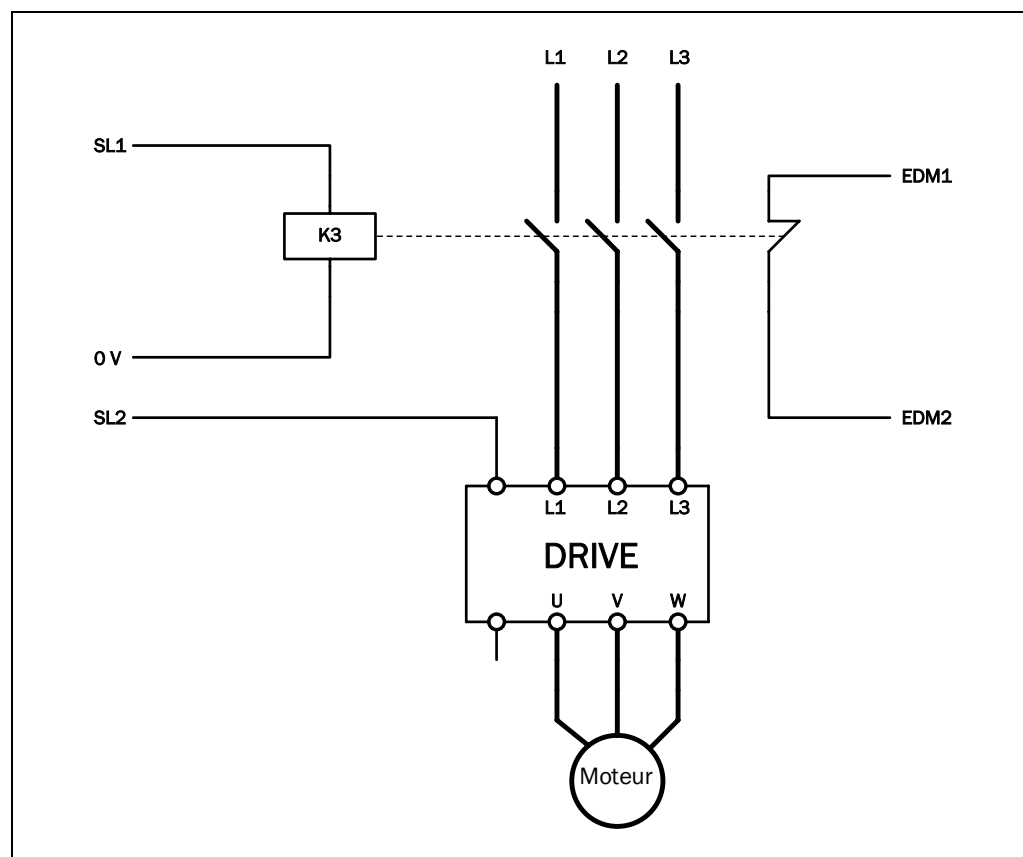 L1 L2 L3
SL1
EDM1
K3
0 V
SL2
EDM2
L1 L2 L3
DRIVE
U V W
Moteur